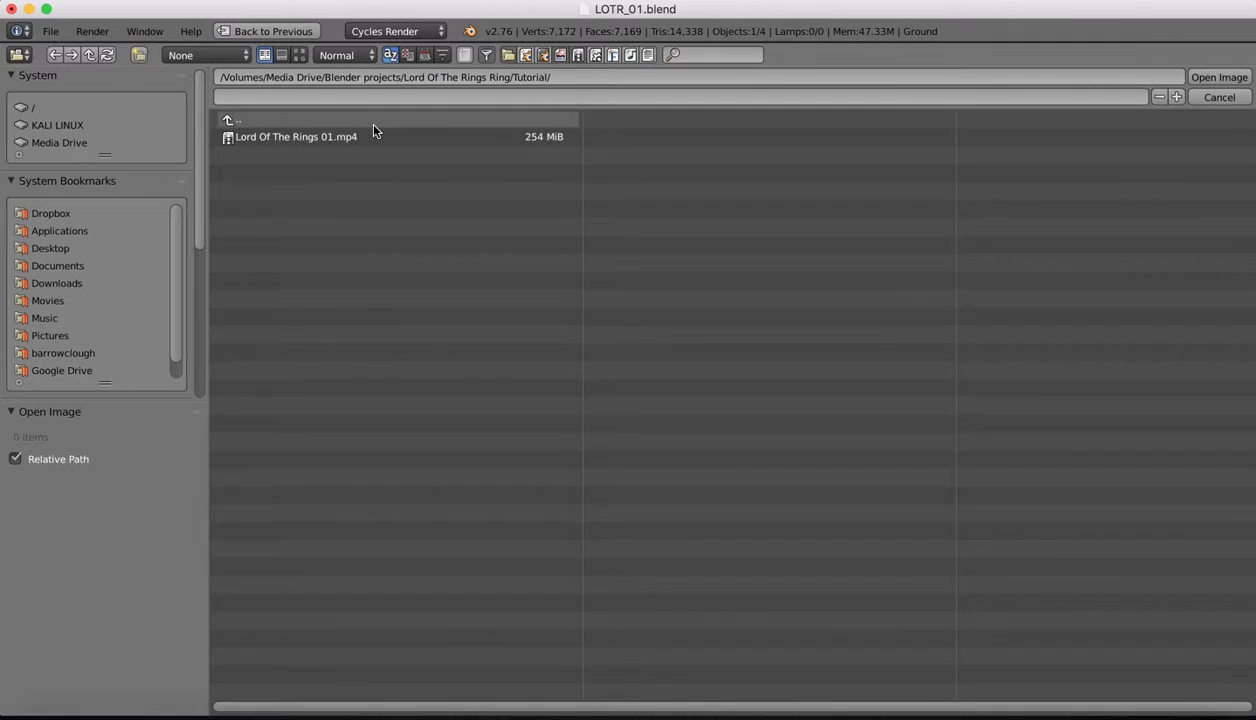 LOTR_01.blend
File Render Window Help Back to Previous Cycles Render v2.76 | Verts:7,172 | Faces:7,169 | Tris:14,338 | Objects:1/4 | Lamps:0/0 | Mem:47.33M | Ground
None Normal
System
/Volumes/Media Drive/Blender projects/Lord Of The Rings Ring/Tutorial/ Open Image
Cancel
/
KALI LINUX
Media Drive
..
Lord Of The Rings 01.mp4 254 MiB
System Bookmarks
Dropbox
Applications
Desktop
Documents
Downloads
Movies
Music
Pictures
barrowclough
Google Drive
Open Image
0 items
Relative Path